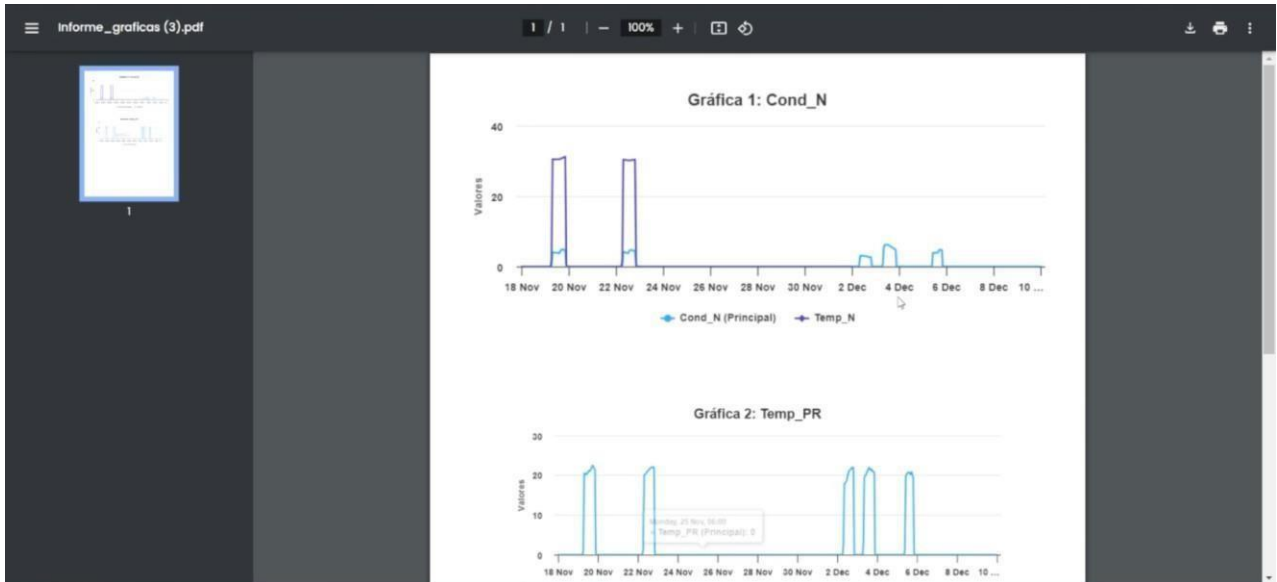 Informe_graficas (3).pdf
1 / 1 | − 100% +
1
Gráfica 1: Cond_N
40
20
0
Valores
18 Nov 20 Nov 22 Nov 24 Nov 26 Nov 28 Nov 30 Nov 2 Dec 4 Dec 6 Dec 8 Dec 10 ...
Cond_N (Principal) Temp_N
Gráfica 2: Temp_PR
30
20
10
0
Valores
Temp_PR (Principal): 0
18 Nov 20 Nov 22 Nov 24 Nov 26 Nov 28 Nov 30 Nov 2 Dec 4 Dec 6 Dec 8 Dec 10 ...